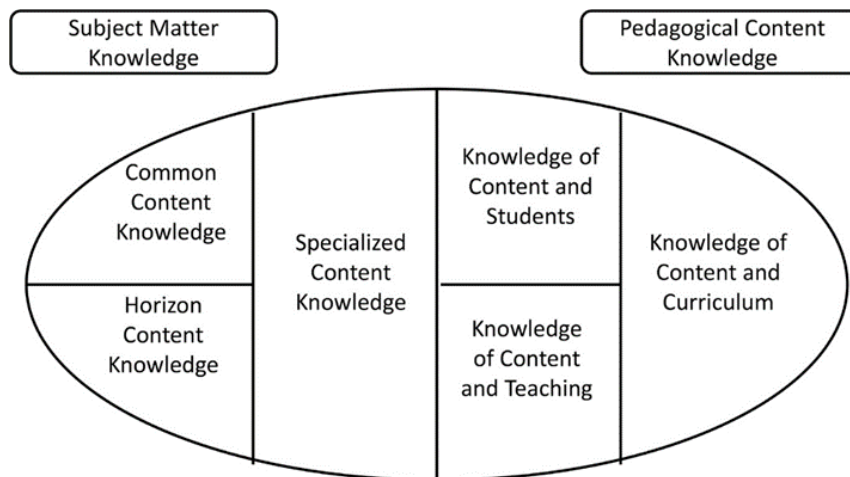 Subject Matter
Knowledge
Pedagogical Content
Knowledge
Common
Content
Knowledge
Horizon
Content
Knowledge
Specialized
Content
Knowledge
Knowledge of
Content and
Students
Knowledge
of Content
and Teaching
Knowledge of
Content and
Curriculum